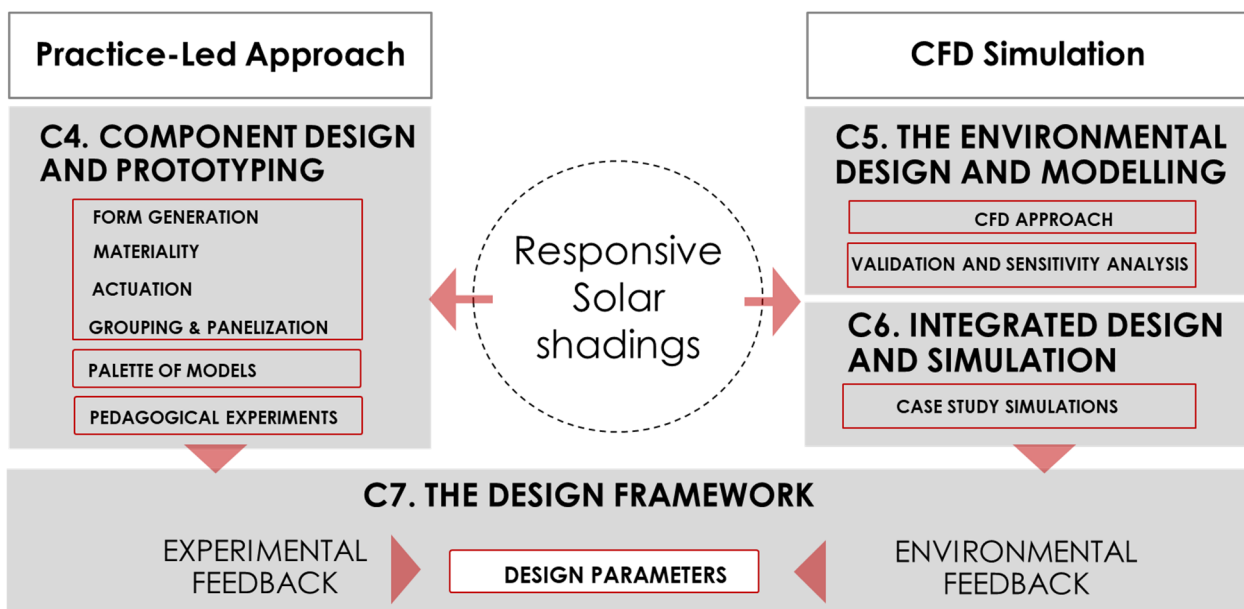 Practice-Led Approach
C4. COMPONENT DESIGN
AND PROTOTYPING
FORM GENERATION
MATERIALITY
ACTUATION
GROUPING & PANELIZATION
PALETTE OF MODELS
PEDAGOGICAL EXPERIMENTS
Responsive
Solar
shadings
CFD Simulation
C5. THE ENVIRONMENTAL
DESIGN AND MODELLING
CFD APPROACH
VALIDATION AND SENSITIVITY ANALYSIS
C6. INTEGRATED DESIGN
AND SIMULATION
CASE STUDY SIMULATIONS
C7. THE DESIGN FRAMEWORK
EXPERIMENTAL
FEEDBACK
DESIGN PARAMETERS
ENVIRONMENTAL
FEEDBACK